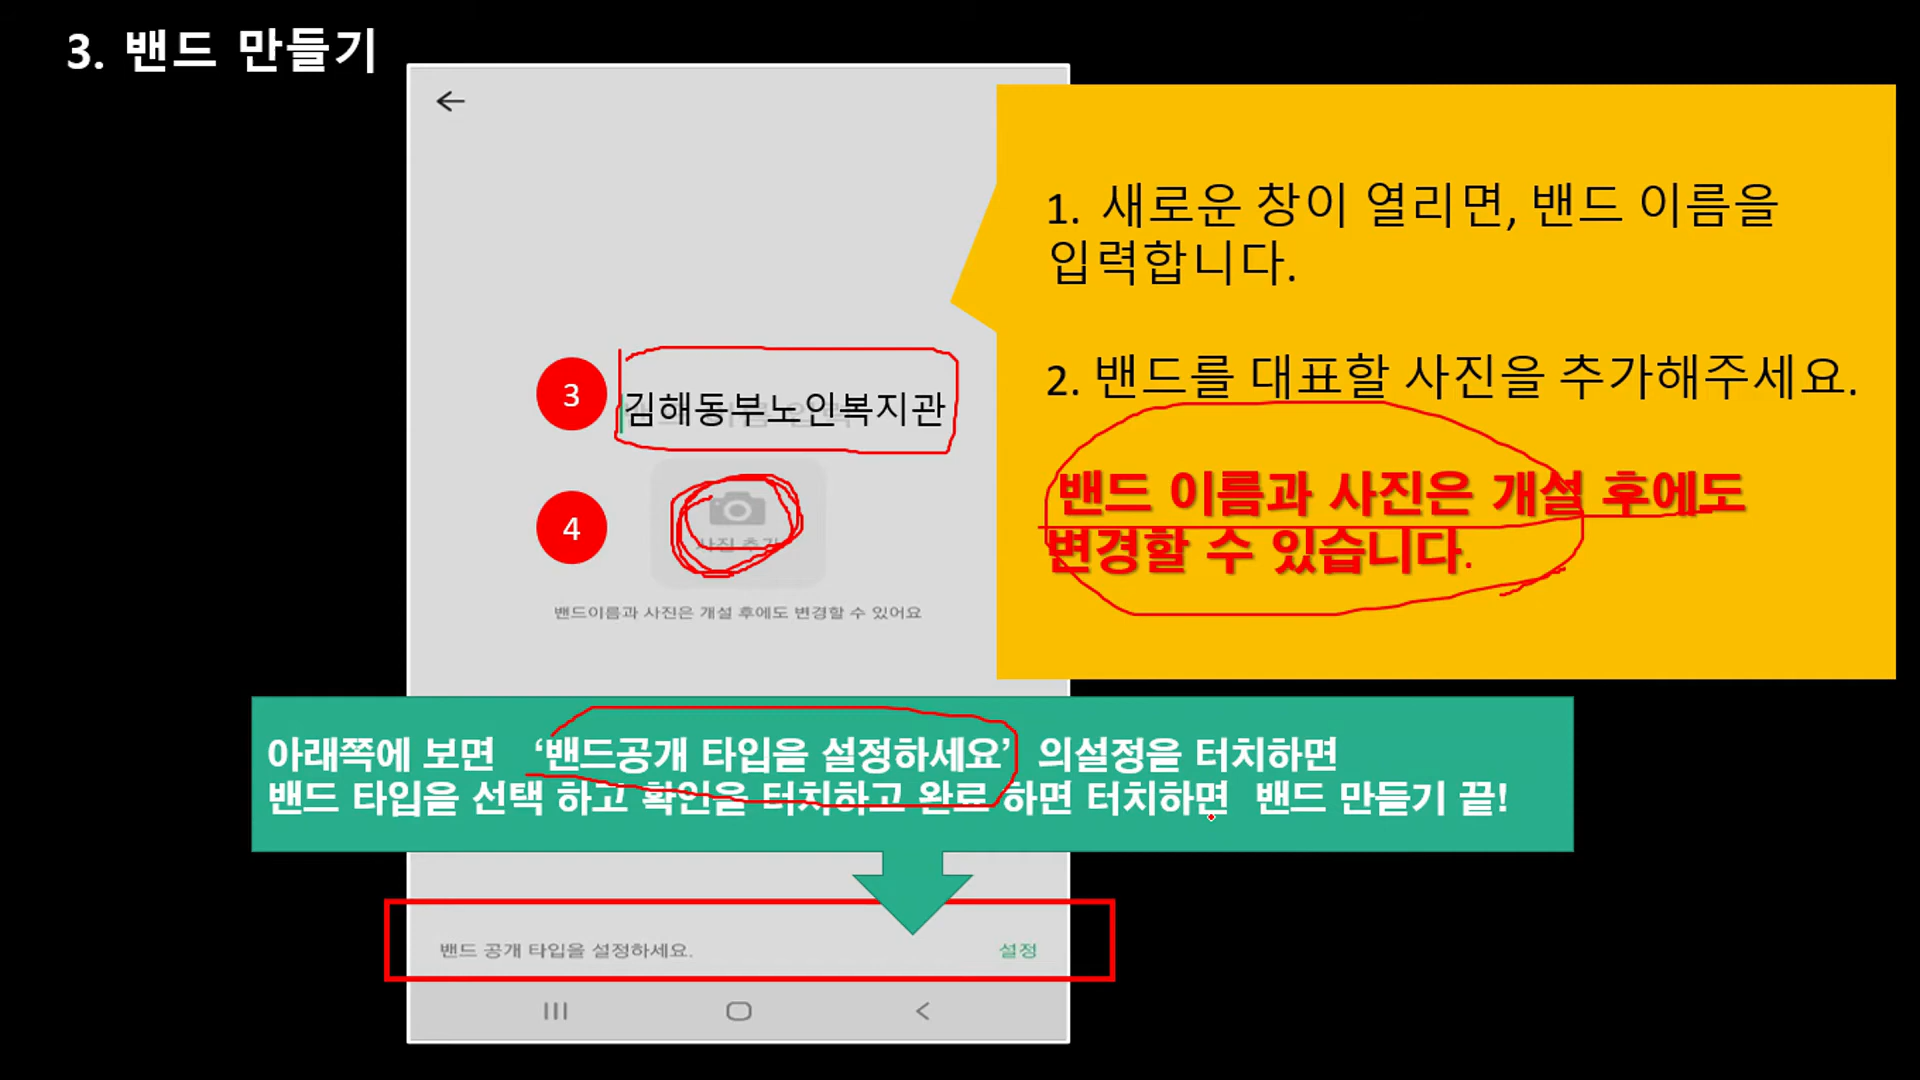 3. 밴드 만들기
1. 새로운 창이 열리면, 밴드 이름을
입력합니다.
2. 밴드를 대표할 사진을 추가해주세요.
밴드 이름과 사진은 개설 후에도
변경할 수 있습니다.
3
김해동부노인복지관
4
사진 추가
밴드이름과 사진은 개설 후에도 변경할 수 있어요
아래쪽에 보면 ‘밴드공개 타입을 설정하세요’ 의설정을 터치하면
밴드 타입을 선택 하고 확인을 터치하고 완료 하면 터치하면 밴드 만들기 끝!
밴드 공개 타입을 설정하세요.
설정